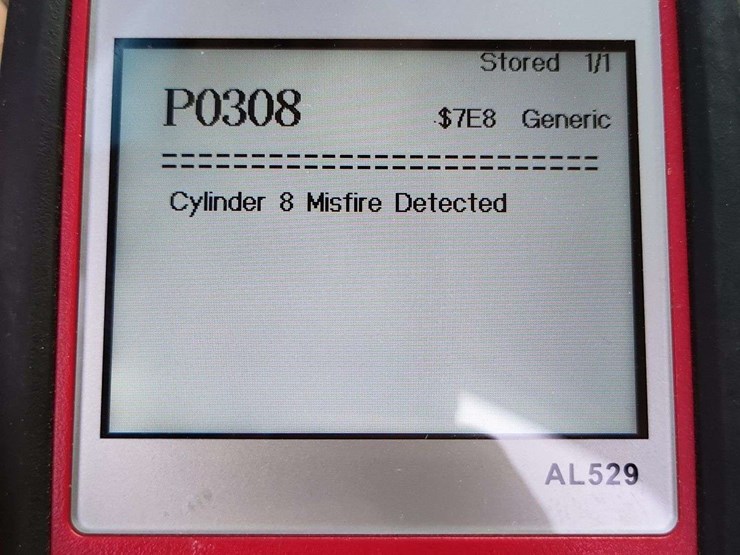 Stored 1/1
P0308 $7E8 Generic
==========================
Cylinder 8 Misfire Detected
AL529